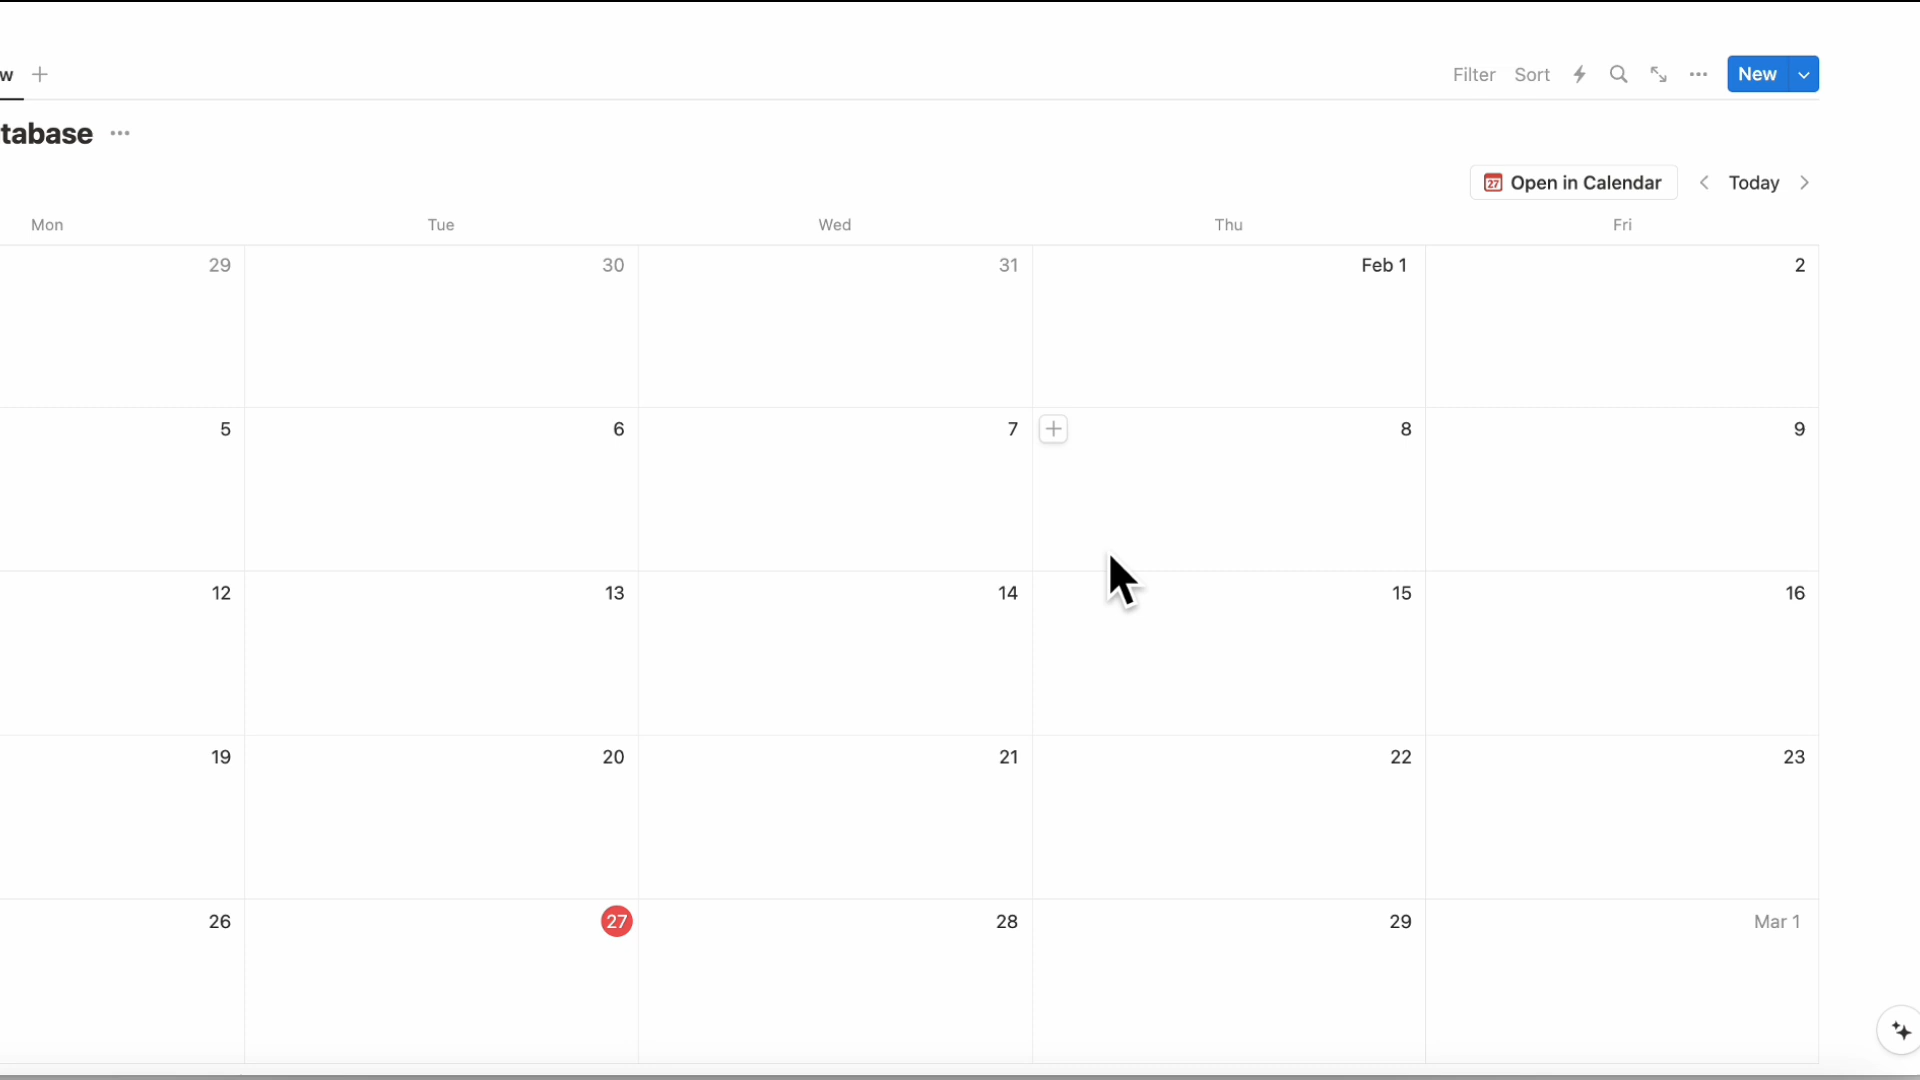 w
Filter Sort New
tabase
27 Open in Calendar Today
Mon Tue Wed Thu Fri
29 30 31 Feb 1 2
5 6 7 8 9
12 13 14 15 16
19 20 21 22 23
26 27 28 29 Mar 1